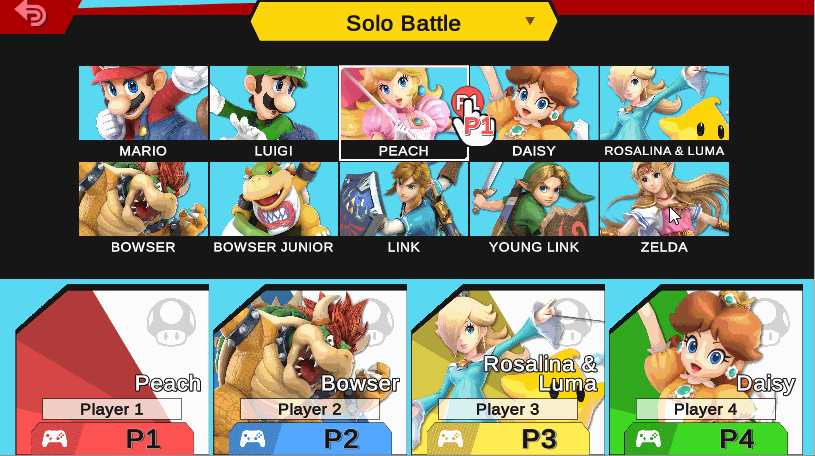 Solo Battle
MARIO
LUIGI
PEACH
DAISY
ROSALINA & LUMA
P1
BOWSER
BOWSER JUNIOR
LINK
YOUNG LINK
ZELDA
Peach
Player 1
P1
Bowser
Player 2
P2
Rosalina &
Luma
Player 3
P3
Daisy
Player 4
P4